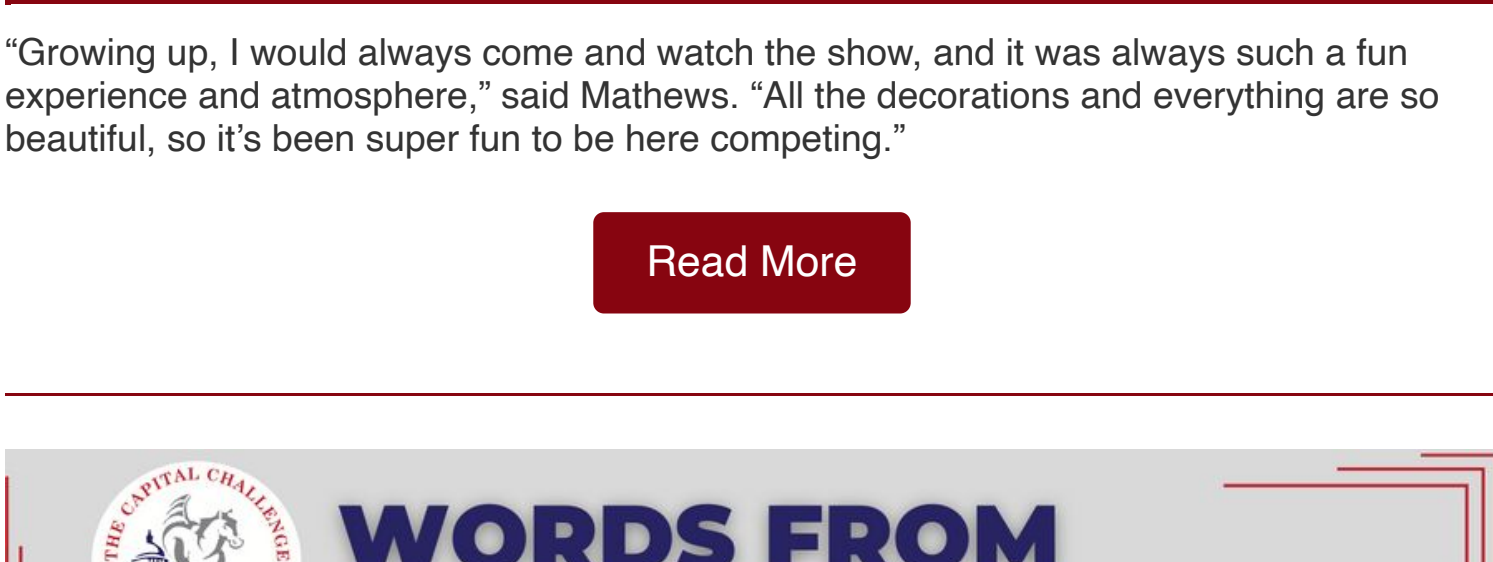 “Growing up, I would always come and watch the show, and it was always such a fun
experience and atmosphere,” said Mathews. “All the decorations and everything are so
beautiful, so it’s been super fun to be here competing.”
Read More
THE CAPITAL CHALLENGE
WORDS FROM